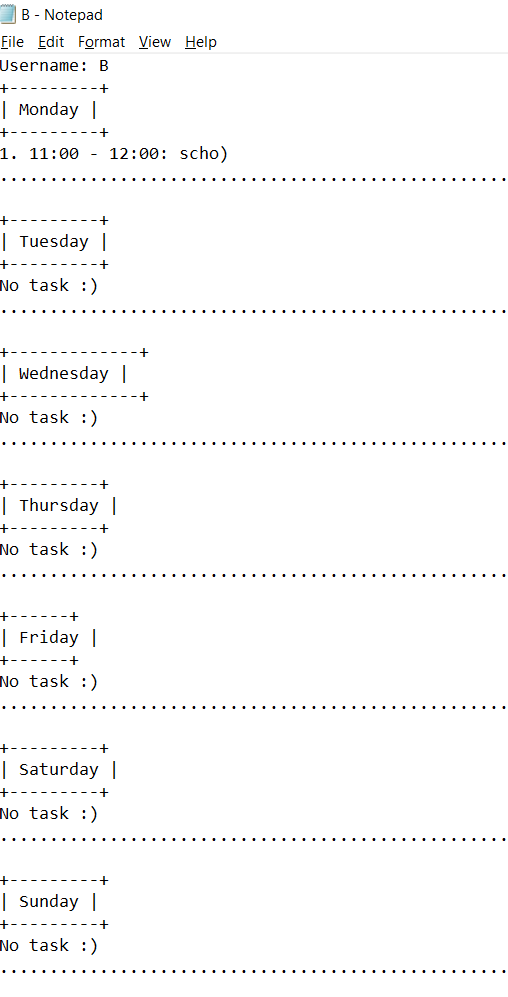 B - Notepad
File Edit Format View Help
Username: B
+---------+
| Monday |
+---------+
1. 11:00 - 12:00: scho)
...................................................
+---------+
| Tuesday |
+---------+
No task :)
...................................................
+-------------+
| Wednesday |
+-------------+
No task :)
...................................................
+---------+
| Thursday |
+---------+
No task :)
...................................................
+------+
| Friday |
+------+
No task :)
...................................................
+---------+
| Saturday |
+---------+
No task :)
...................................................
+---------+
| Sunday |
+---------+
No task :)
...................................................